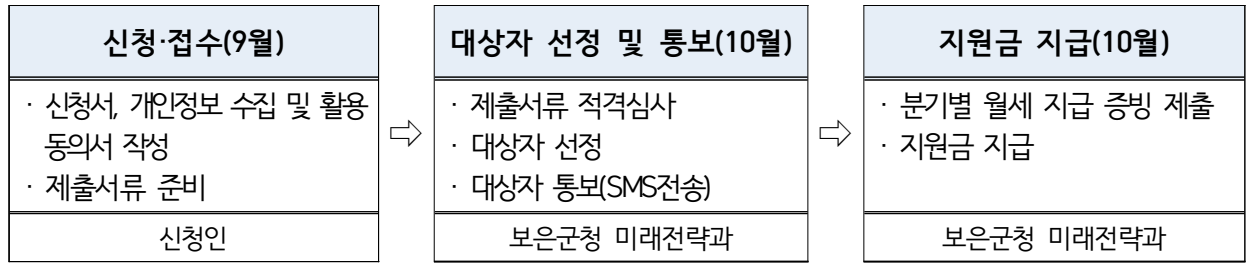 신청·접수(9월)
· 신청서, 개인정보 수집 및 활용
동의서 작성
· 제출서류 준비
신청인
⇨
대상자 선정 및 통보(10월)
· 제출서류 적격심사
· 대상자 선정
· 대상자 통보(SMS전송)
보은군청 미래전략과
⇨
지원금 지급(10월)
· 분기별 월세 지급 증빙 제출
· 지원금 지급
보은군청 미래전략과